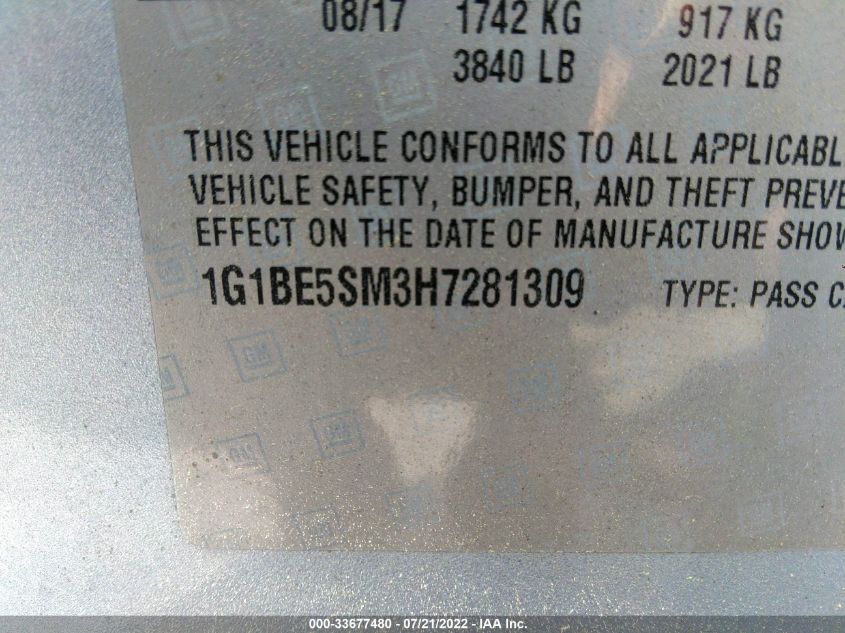 08/17 1742 KG 917 KG
3840 LB 2021 LB
THIS VEHICLE CONFORMS TO ALL APPLICABL
VEHICLE SAFETY, BUMPER, AND THEFT PREVE
EFFECT ON THE DATE OF MANUFACTURE SHOW
1G1BE5SM3H7281309 TYPE: PASS C
GM
000-33677480 - 07/21/2022 - IAA Inc.